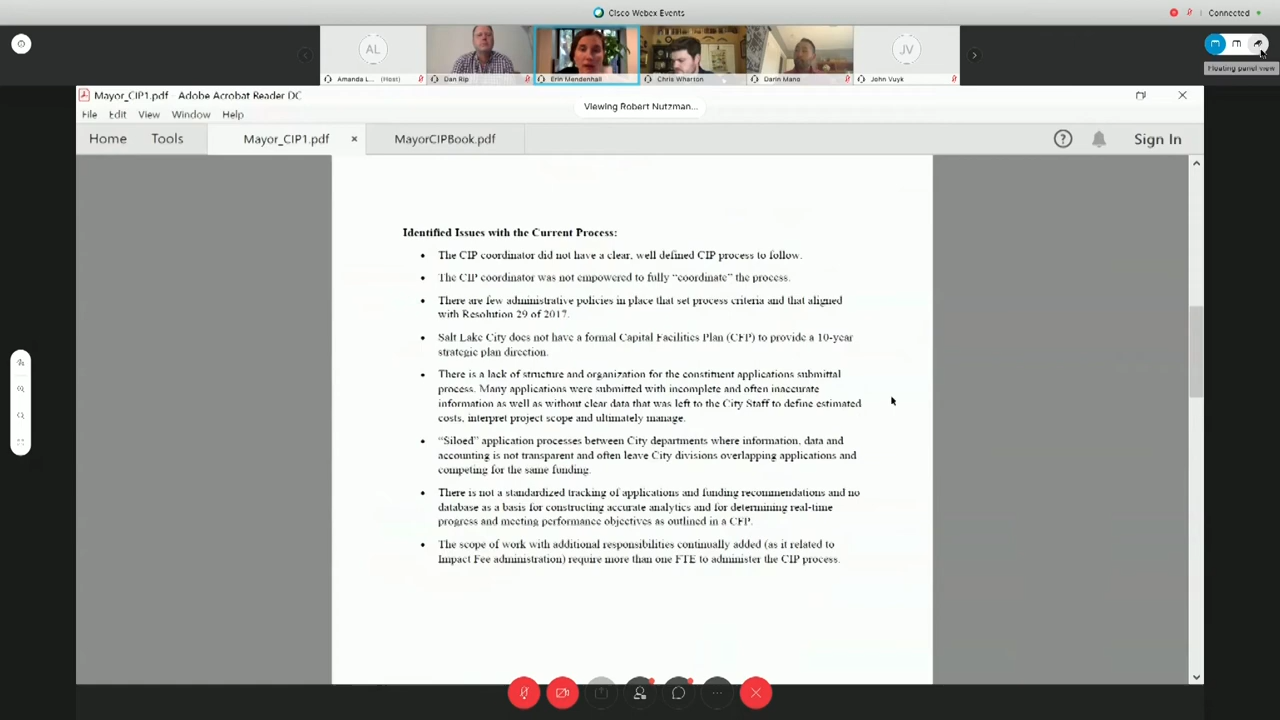 Cisco Webex Events
Connected
AL
JV
Amanda L... (Host)
Dan Rip
Erin Mendenhall
Chris Wharton
Darin Mano
John Vuyk
Floating panel view
Mayor_CIP1.pdf - Adobe Acrobat Reader DC
Viewing Robert Nutzman...
File Edit View Window Help
Home Tools Mayor_CIP1.pdf × MayorCIPBook.pdf Sign In
Identified Issues with the Current Process:
• The CIP coordinator did not have a clear, well defined CIP process to follow.
• The CIP coordinator was not empowered to fully “coordinate” the process.
• There are few administrative policies in place that set process criteria and that aligned
with Resolution 29 of 2017.
• Salt Lake City does not have a formal Capital Facilities Plan (CFP) to provide a 10-year
strategic plan direction.
• There is a lack of structure and organization for the constituent applications submittal
process. Many applications were submitted with incomplete and often inaccurate
information as well as without clear data that was left to the City Staff to define estimated
costs, interpret project scope and ultimately manage.
• “Siloed” application processes between City departments where information, data and
accounting is not transparent and often leave City divisions overlapping applications and
competing for the same funding.
• There is not a standardized tracking of applications and funding recommendations and no
database as a basis for constructing accurate analytics and for determining real-time
progress and meeting performance objectives as outlined in a CFP.
• The scope of work with additional responsibilities continually added (as it related to
Impact Fee administration) require more than one FTE to administer the CIP process.